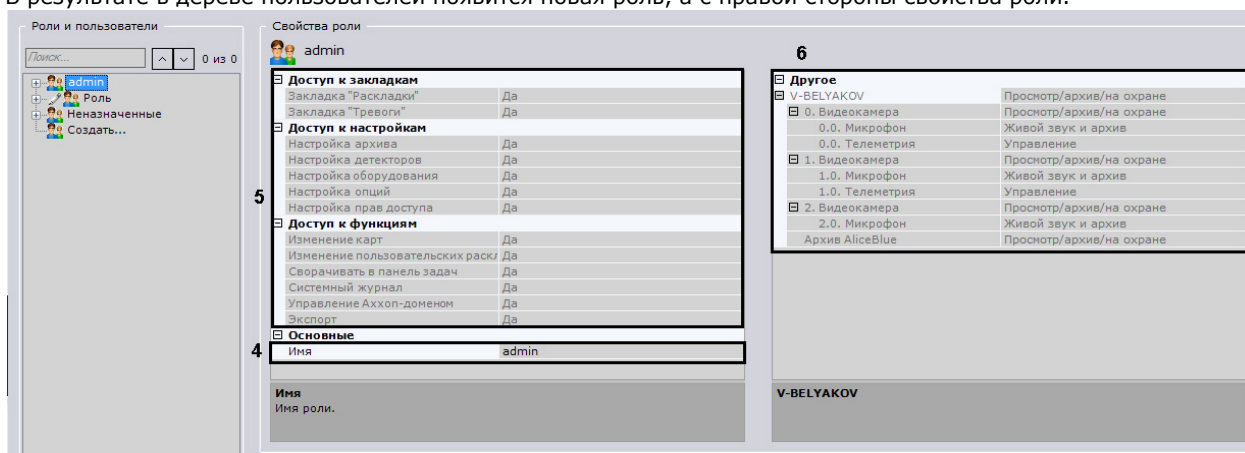 В результате в дереве пользователей появится новая роль, а с правой стороны свойства роли.
Роли и пользователи
Поиск...
0 из 0
admin
Роль
Неназначенные
Создать...
Свойства роли
admin
5
4
Доступ к закладкам
Закладка "Раскладки" Да
Закладка "Тревоги" Да
Доступ к настройкам
Настройка архива Да
Настройка детекторов Да
Настройка оборудования Да
Настройка опций Да
Настройка прав доступа Да
Доступ к функциям
Изменение карт Да
Изменение пользовательских раскл Да
Сворачивать в панель задач Да
Системный журнал Да
Управление Axxon-доменом Да
Экспорт Да
Основные
Имя admin
Имя
Имя роли.
6
Другое
V-BELYAKOV Просмотр/архив/на охране
0. Видеокамера Просмотр/архив/на охране
0.0. Микрофон Живой звук и архив
0.0. Телеметрия Управление
1. Видеокамера Просмотр/архив/на охране
1.0. Микрофон Живой звук и архив
1.0. Телеметрия Управление
2. Видеокамера Просмотр/архив/на охране
2.0. Микрофон Живой звук и архив
Архив AliceBlue Просмотр/архив/на охране
V-BELYAKOV